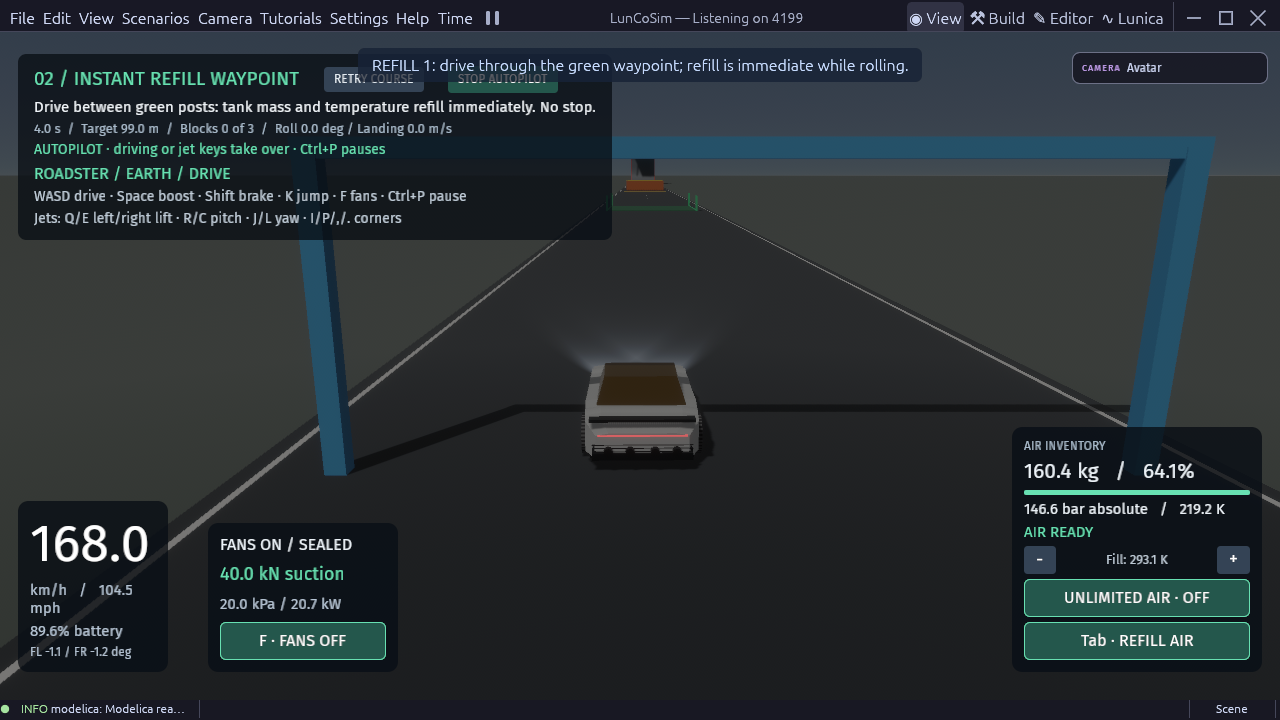 File Edit View Scenarios Camera Tutorials Settings Help Time
LunCoSim — Listening on 4199
View Build Editor Lunica
REFILL 1: drive through the green waypoint; refill is immediate while rolling.
02 / INSTANT REFILL WAYPOINT
RETRY COURSE
STOP AUTOPILOT
Drive between green posts: tank mass and temperature refill immediately. No stop.
4.0 s / Target 99.0 m / Blocks 0 of 3 / Roll 0.0 deg / Landing 0.0 m/s
AUTOPILOT · driving or jet keys take over · Ctrl+P pauses
ROADSTER / EARTH / DRIVE
WASD drive · Space boost · Shift brake · K jump · F fans · Ctrl+P pause
Jets: Q/E left/right lift · R/C pitch · J/L yaw · I/P/,/. corners
CAMERA Avatar
168.0
km/h / 104.5
mph
89.6% battery
FL -1.1 / FR -1.2 deg
FANS ON / SEALED
40.0 kN suction
20.0 kPa / 20.7 kW
F · FANS OFF
AIR INVENTORY
160.4 kg / 64.1%
146.6 bar absolute / 219.2 K
AIR READY
- Fill: 293.1 K +
UNLIMITED AIR · OFF
Tab · REFILL AIR
INFO modelica: Modelica rea...
Scene